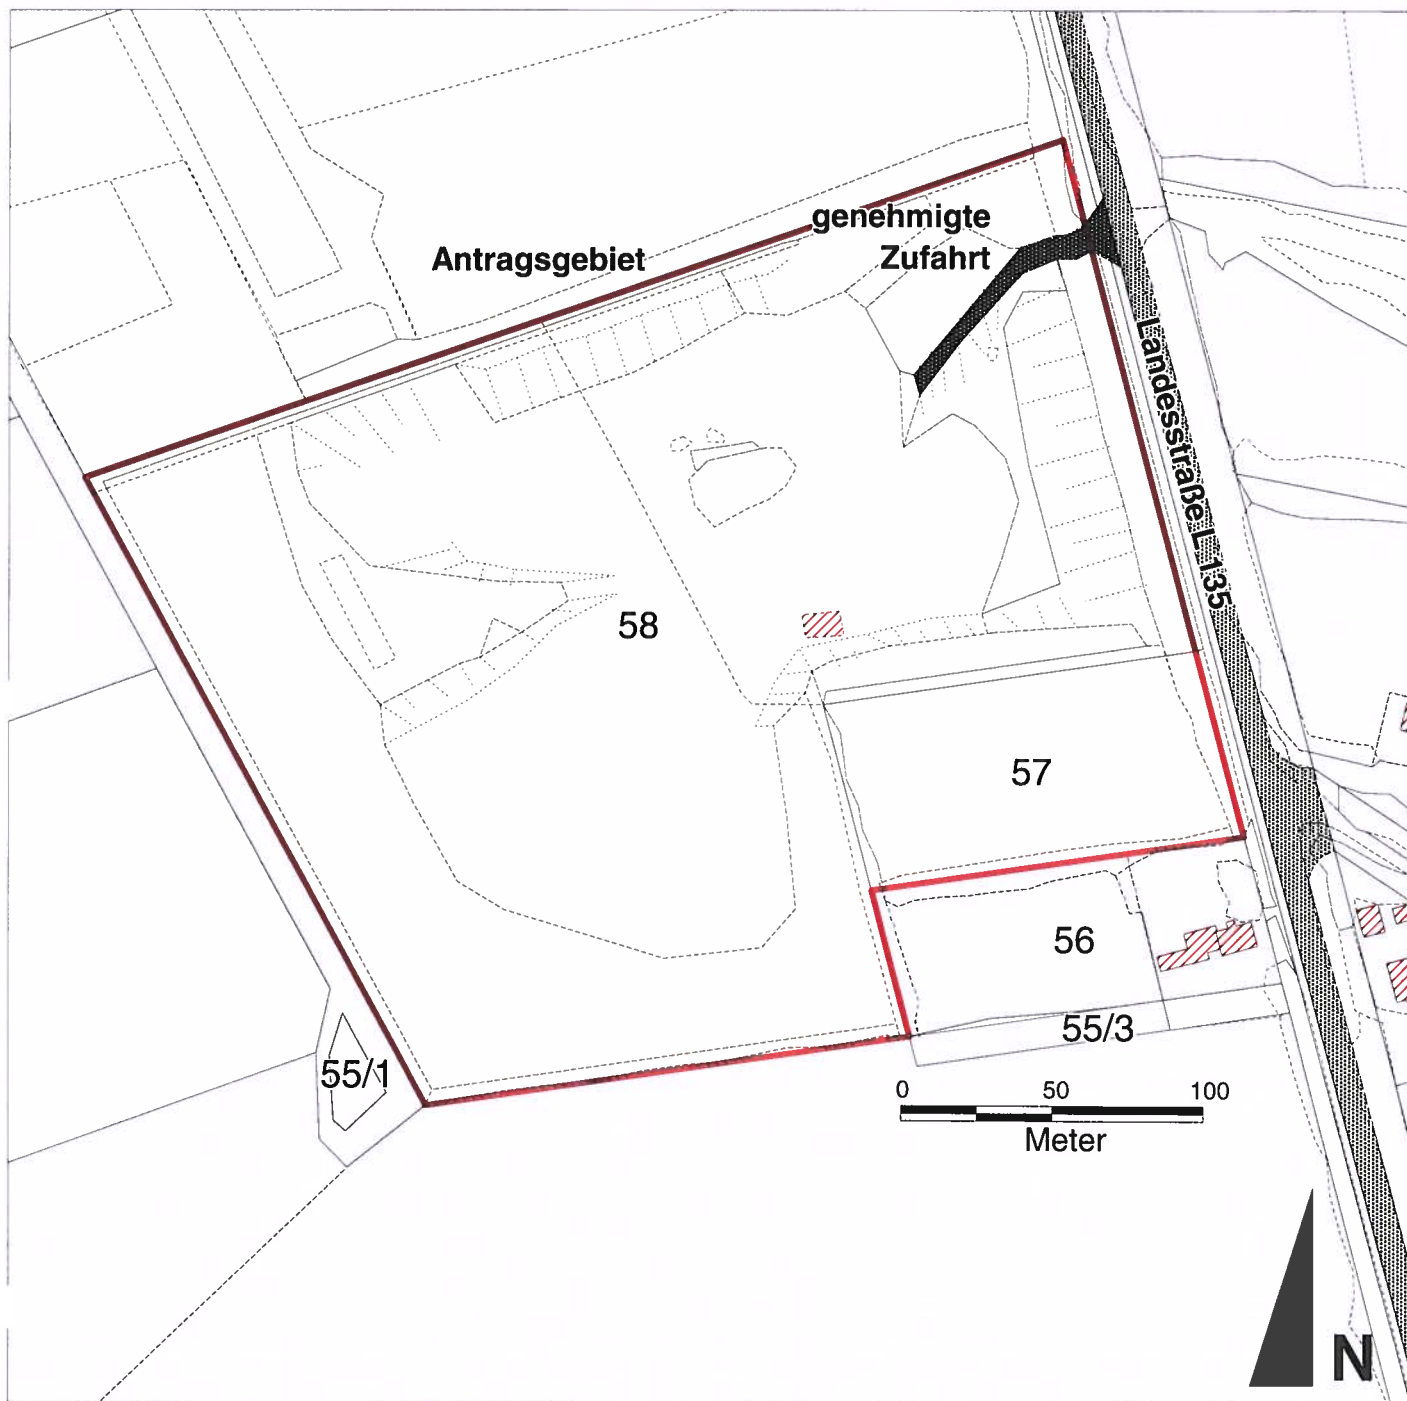 genehmigte
Zufahrt
Antragsgebiet
Landesstraße L 135
58
57
56
55/3
55/1
0 50 100
Meter
N